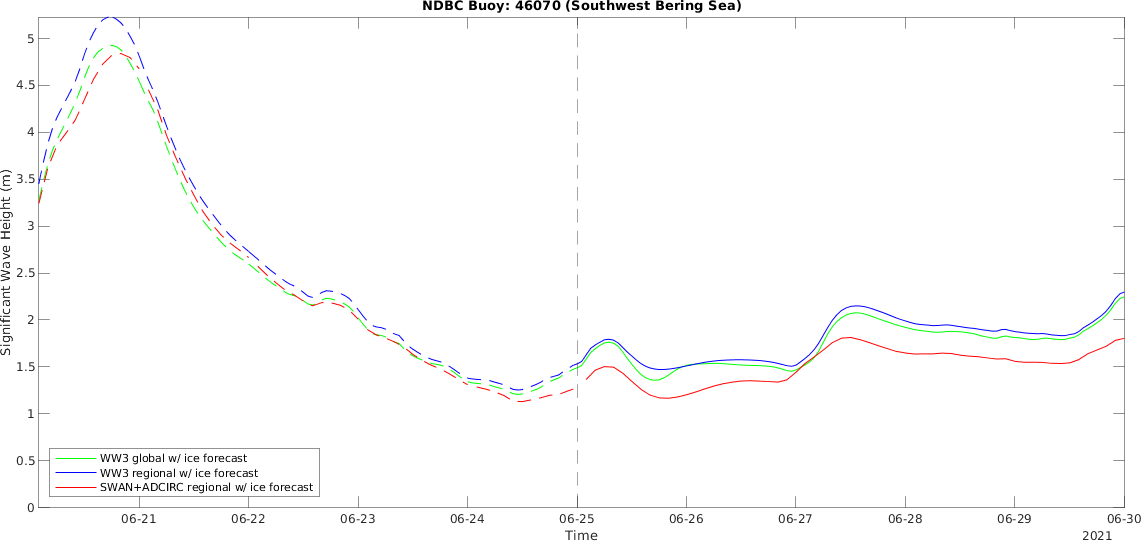 NDBC Buoy: 46070 (Southwest Bering Sea)
Significant Wave Height (m)
5
4.5
4
3.5
3
2.5
2
1.5
1
0.5
0
WW3 global w/ ice forecast
WW3 regional w/ ice forecast
SWAN+ADCIRC regional w/ ice forecast
06-21 06-22 06-23 06-24 06-25 06-26 06-27 06-28 06-29 06-30
Time
2021